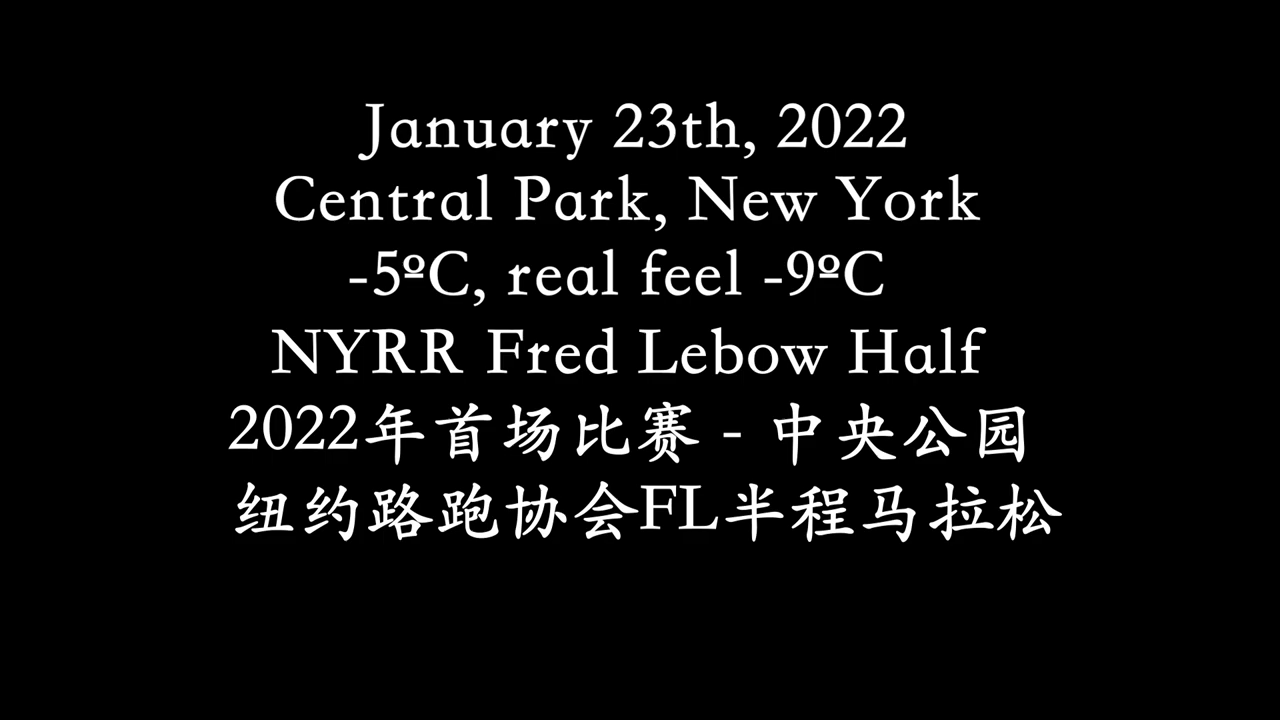 January 23th, 2022
Central Park, New York
-5ºC, real feel -9ºC
NYRR Fred Lebow Half
2022年首场比赛 - 中央公园
纽约路跑协会FL半程马拉松